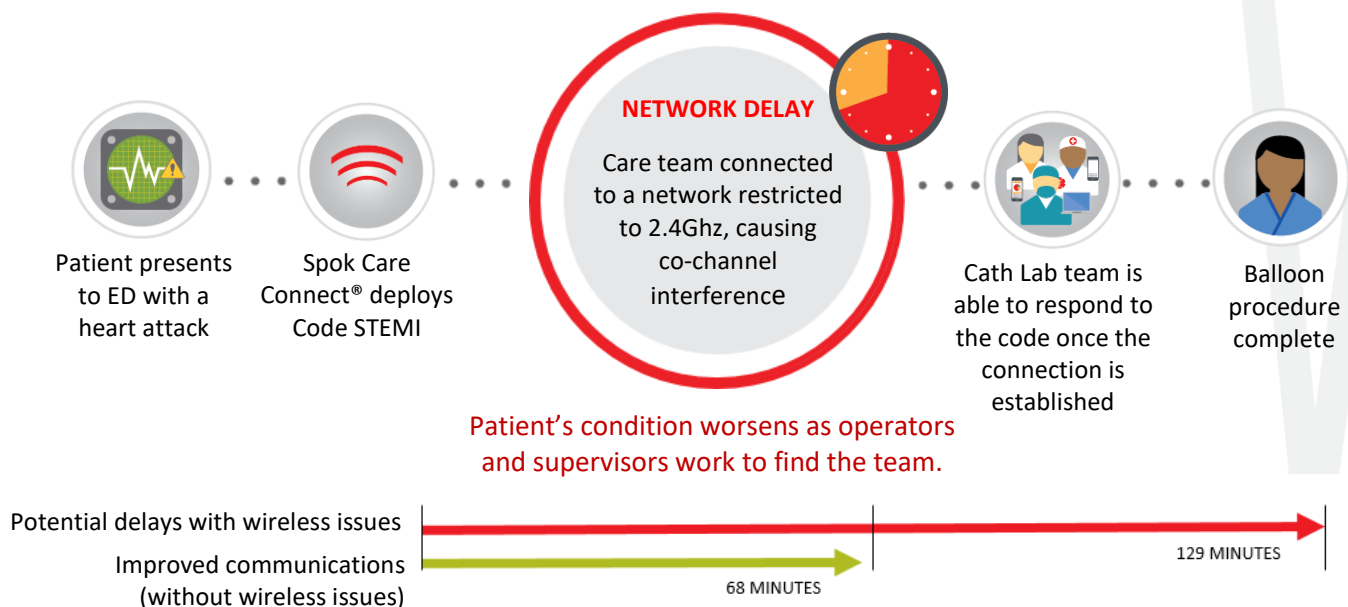 NETWORK DELAY
Care team connected
to a network restricted
to 2.4Ghz, causing
co-channel
interference
Patient presents
to ED with a
heart attack
Spok Care
Connect® deploys
Code STEMI
Cath Lab team is
able to respond to
the code once the
connection is
established
Balloon
procedure
complete
Patient’s condition worsens as operators
and supervisors work to find the team.
Potential delays with wireless issues
129 MINUTES
Improved communications
(without wireless issues)
68 MINUTES